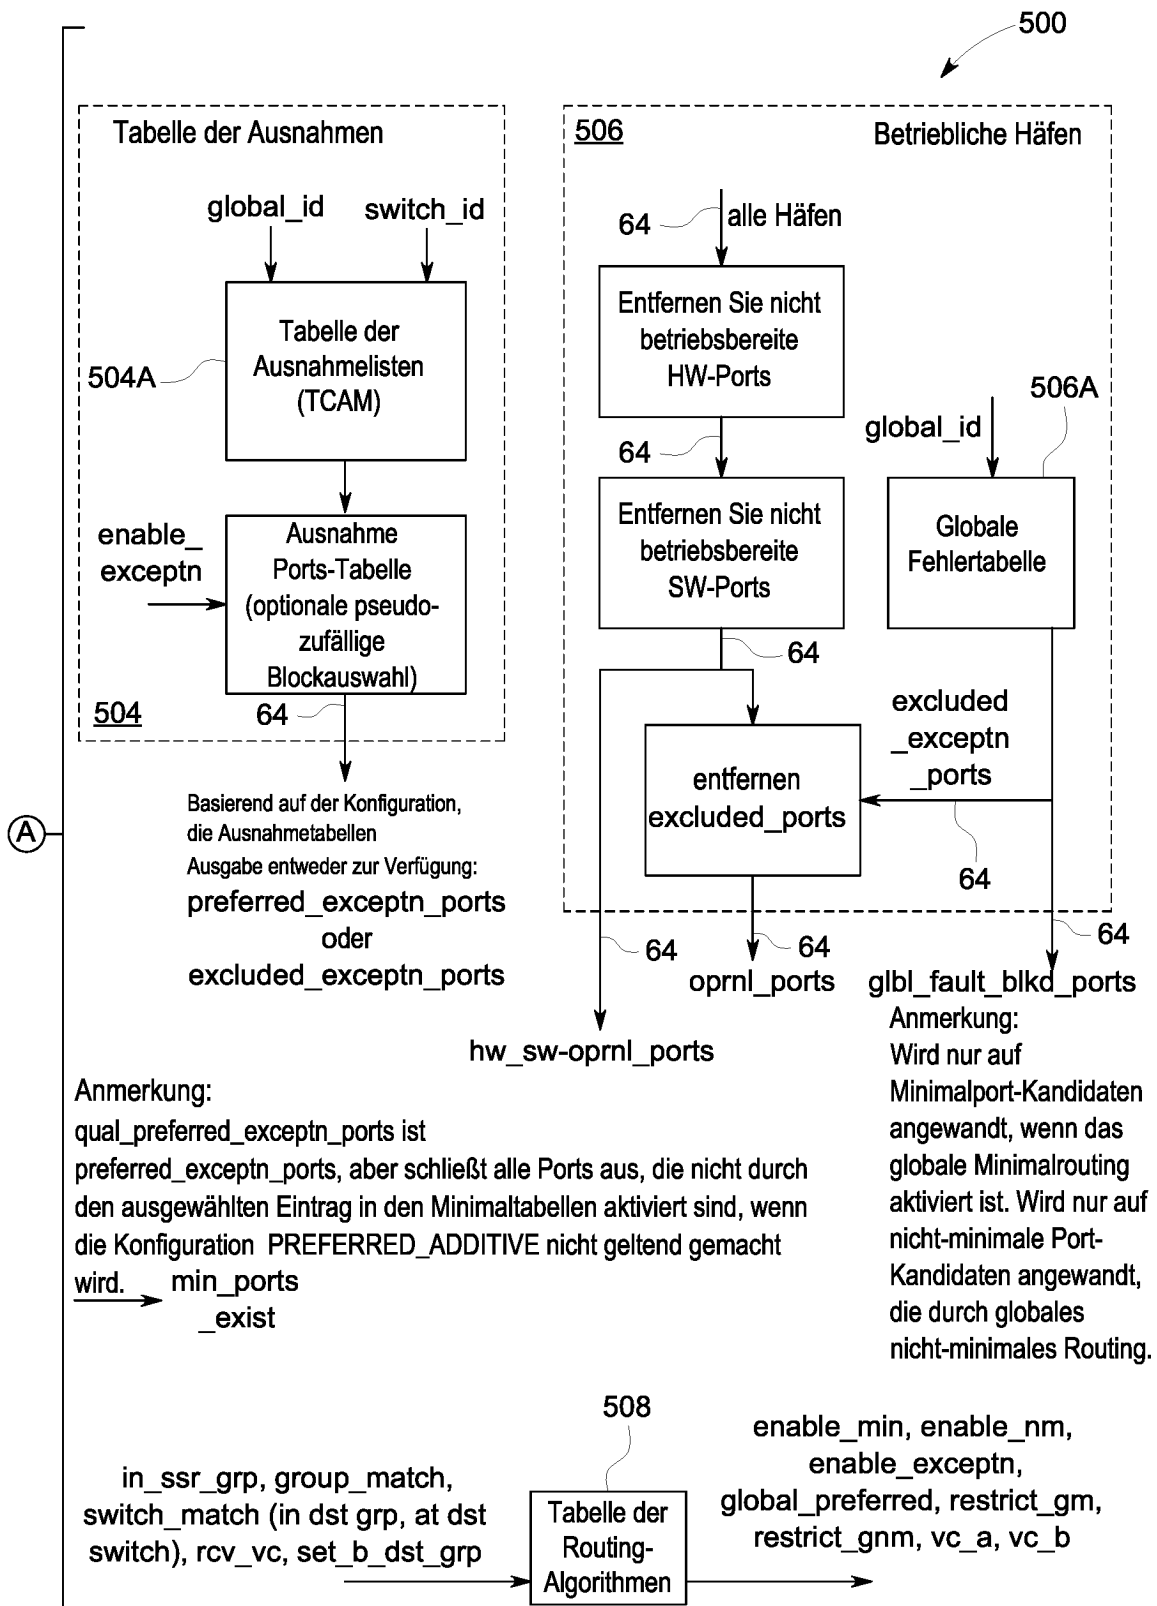 500
Tabelle der Ausnahmen
global_id
switch_id
504A
Tabelle der
Ausnahmelisten
(TCAM)
enable_
exceptn
Ausnahme
Ports-Tabelle
(optionale pseudo-
zufällige
Blockauswahl)
504
64
Basierend auf der Konfiguration,
die Ausnahmetabellen
Ausgabe entweder zur Verfügung:
preferred_exceptn_ports
oder
excluded_exceptn_ports
506
Betriebliche Häfen
64
alle Häfen
Entfernen Sie nicht
betriebsbereite
HW-Ports
64
Entfernen Sie nicht
betriebsbereite
SW-Ports
64
506A
global_id
Globale
Fehlertabelle
excluded
_exceptn
_ports
64
entfernen
excluded_ports
64
64
64
oprnl_ports
glbl_fault_blkd_ports
hw_sw-oprnl_ports
A
Anmerkung:
Wird nur auf
Minimalport-Kandidaten
angewandt, wenn das
globale Minimalrouting
aktiviert ist. Wird nur auf
nicht-minimale Port-
Kandidaten angewandt,
die durch globales
nicht-minimales Routing.
Anmerkung:
qual_preferred_exceptn_ports ist
preferred_exceptn_ports, aber schließt alle Ports aus, die nicht durch
den ausgewählten Eintrag in den Minimaltabellen aktiviert sind, wenn
die Konfiguration PREFERRED_ADDITIVE nicht geltend gemacht
wird.
min_ports
_exist
in_ssr_grp, group_match,
switch_match (in dst grp, at dst
switch), rcv_vc, set_b_dst_grp
508
Tabelle der
Routing-
Algorithmen
enable_min, enable_nm,
enable_exceptn,
global_preferred, restrict_gm,
restrict_gnm, vc_a, vc_b